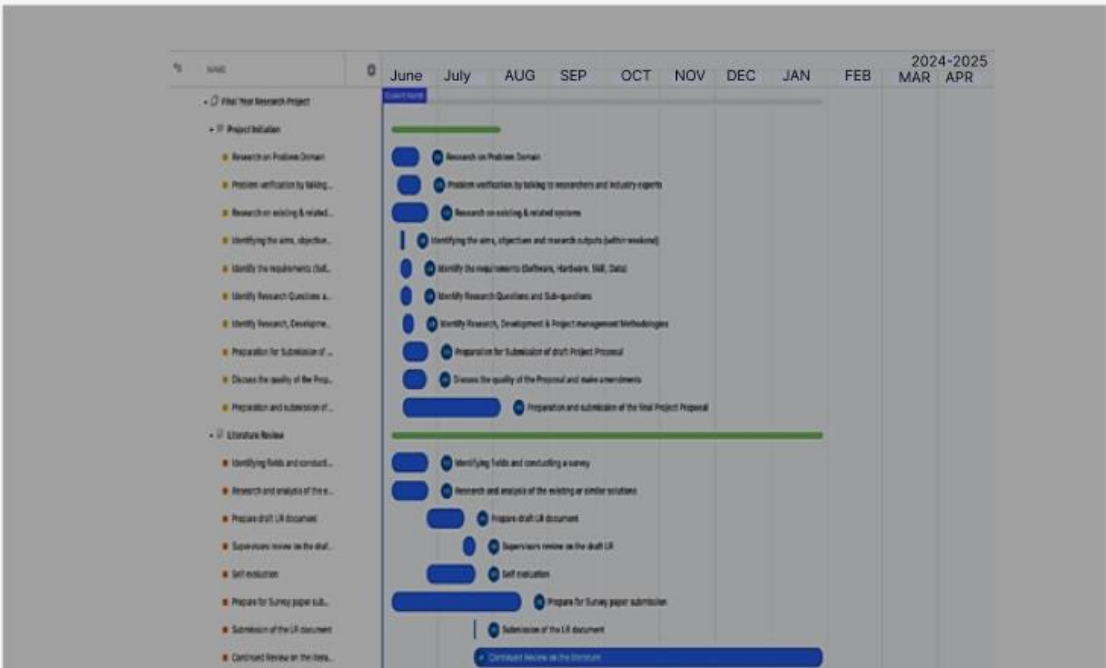 2024-2025
NAME
June July AUG SEP OCT NOV DEC JAN FEB MAR APR
Final Year Research Project
Project Initiation
Research on Problem Domain Research on Problem Domain
Problem verification by talking... Problem verification by talking to researchers and industry experts
Research on existing & related... Research on existing & related systems
Identifying the aims, objective... Identifying the aims, objectives and research outputs (within weekend)
Identify the requirements (Soft... Identify the requirements (Software, Hardware, Skill, Data)
Identify Research Questions a... Identify Research Questions and Sub-questions
Identify Research, Developme... Identify Research, Development & Project management Methodologies
Preparation for Submission of ... Preparation for Submission of draft Project Proposal
Discuss the quality of the Prop... Discuss the quality of the Proposal and make amendments
Preparation and submission of... Preparation and submission of the final Project Proposal
Literature Review
Identifying fields and conducti... Identifying fields and conducting a survey
Research and analysis of the e... Research and analysis of the existing or similar solutions
Prepare draft LR document Prepare draft LR document
Supervisors review on the draf... Supervisors review on the draft LR
Self evaluation Self evaluation
Prepare for Survey paper sub... Prepare for Survey paper submission
Submission of the LR document Submission of the LR document
Continued Review on the litera... Continued Review on the literature